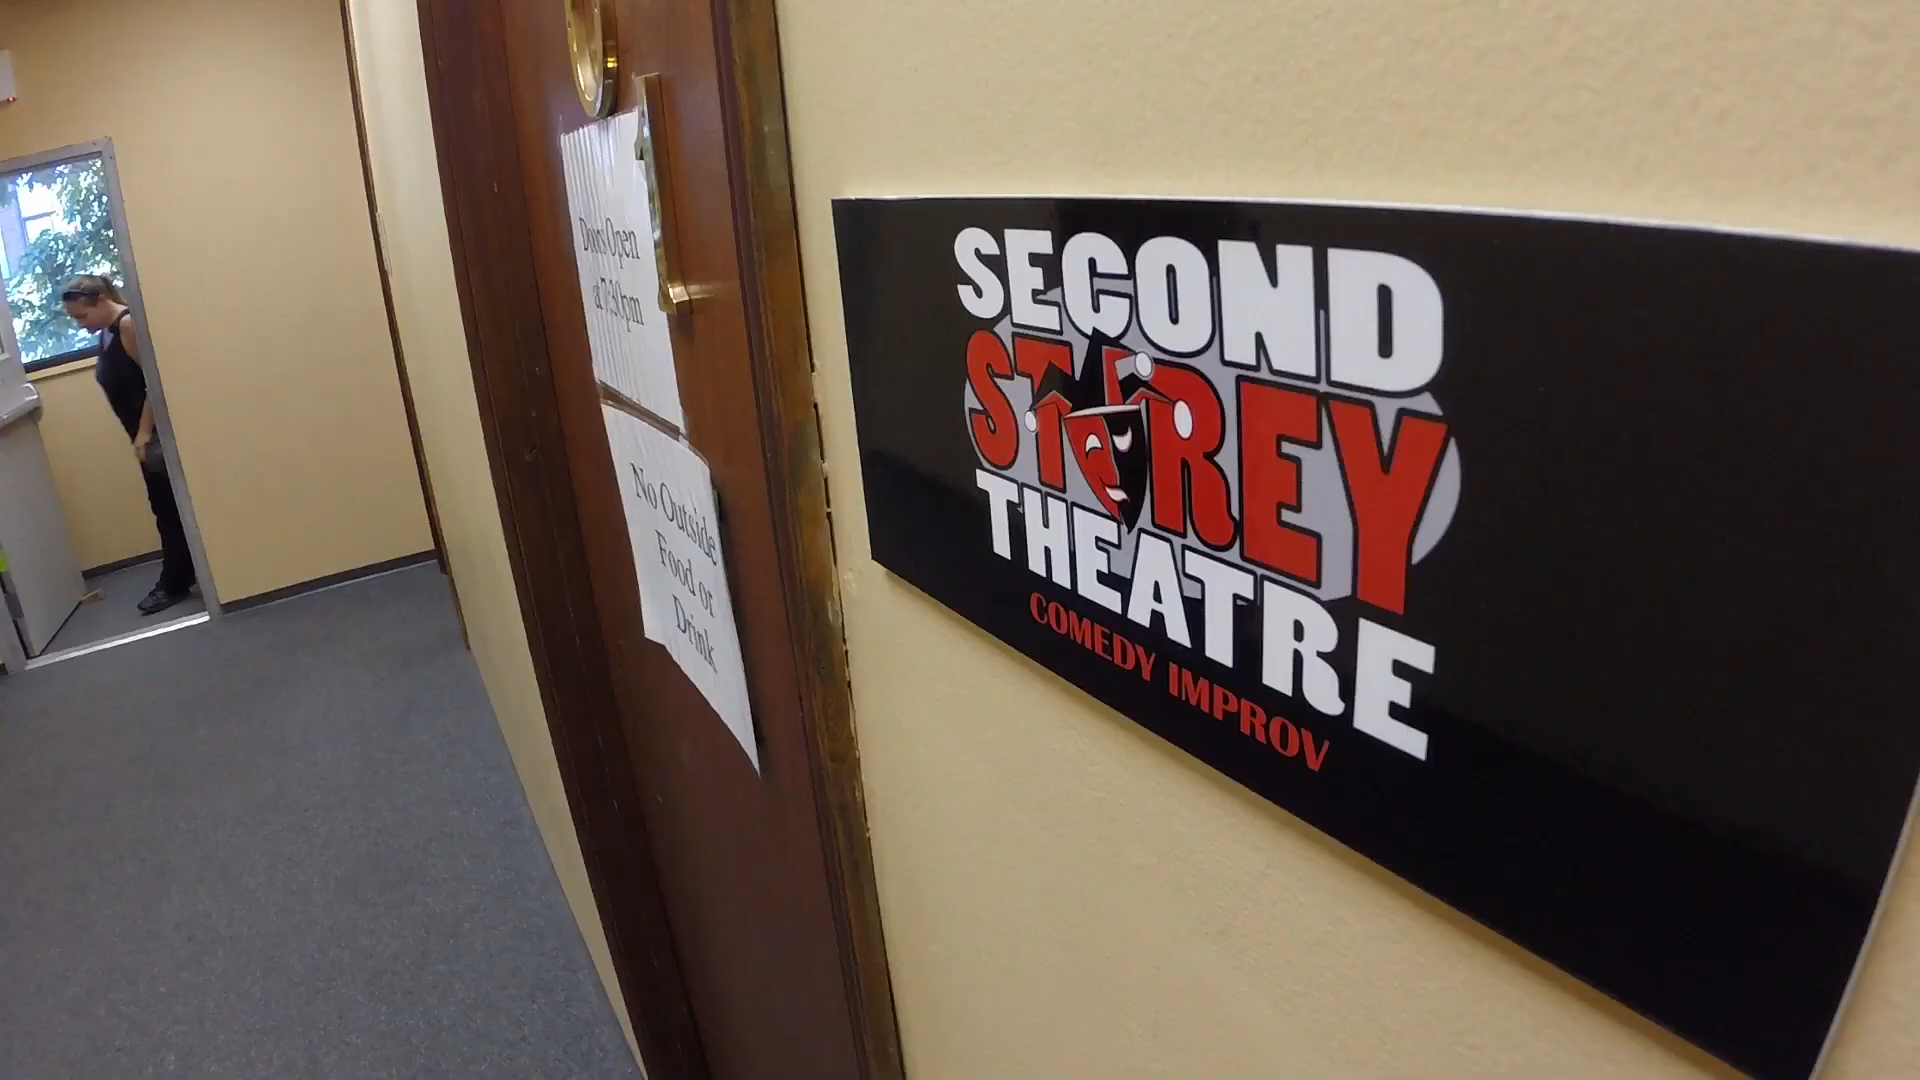 Doors Open
at 7:30pm
No Outside
Food or
Drink
SECOND
STOREY
THEATRE
COMEDY IMPROV